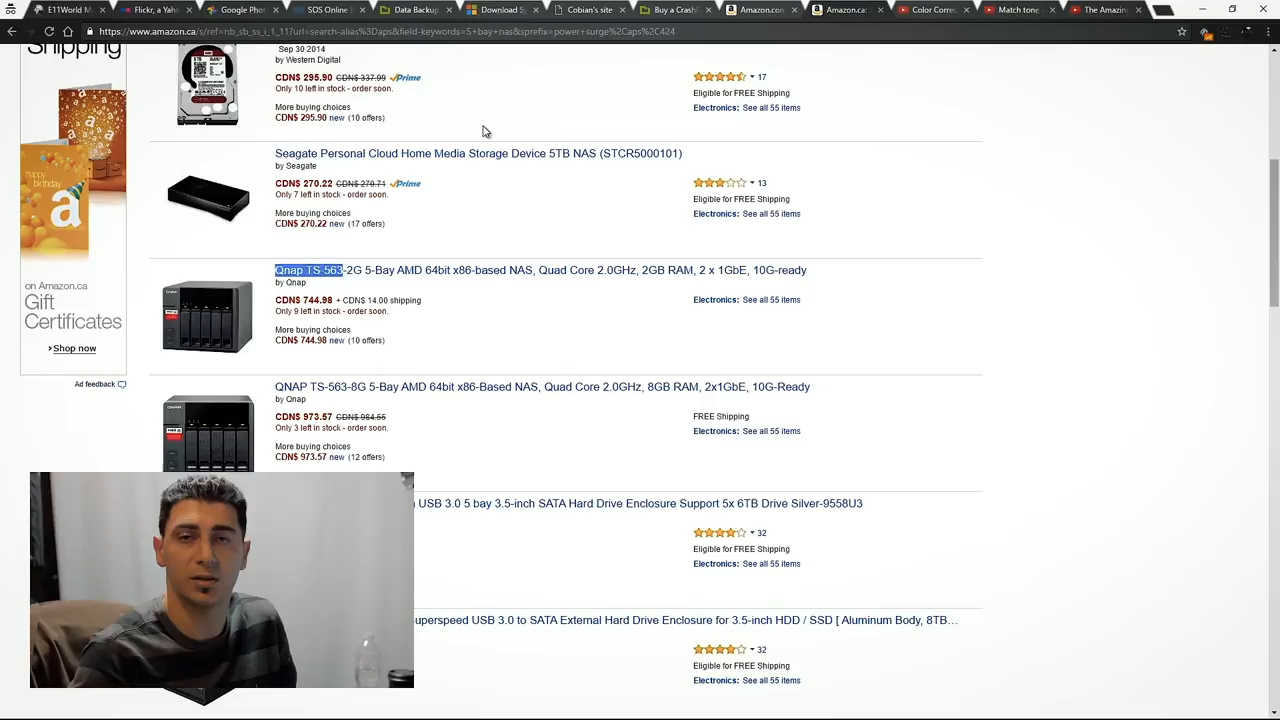 E11World M
Flickr, a Yaho
Google Pho
SOS Online
Data Backu
Download Sy
Cobian's site
Buy a Crash
Amazon.com
Amazon.ca:
Color Correc
Match tone
The Amazin
https://www.amazon.ca/s/ref=nb_sb_ss_i_1_11?url=search-alias%3Daps&field-keywords=5+bay+nas&sprefix=power+surge%2Caps%2C424
Shipping
on Amazon.ca
Gift
Certificates
Shop now
Ad feedback
Sep 30 2014
by Western Digital
CDN$ 295.90 CDN$ 337.99 Prime
Only 10 left in stock - order soon.
More buying choices
CDN$ 295.90 new (10 offers)
17
Eligible for FREE Shipping
Electronics: See all 55 items
Seagate Personal Cloud Home Media Storage Device 5TB NAS (STCR5000101)
by Seagate
CDN$ 270.22 CDN$ 270.71 Prime
Only 7 left in stock - order soon.
More buying choices
CDN$ 270.22 new (17 offers)
13
Eligible for FREE Shipping
Electronics: See all 55 items
Qnap TS-563-2G 5-Bay AMD 64bit x86-based NAS, Quad Core 2.0GHz, 2GB RAM, 2 x 1GbE, 10G-ready
by Qnap
CDN$ 744.98 + CDN$ 14.00 shipping
Only 9 left in stock - order soon.
More buying choices
CDN$ 744.98 new (10 offers)
Electronics: See all 55 items
QNAP TS-563-8G 5-Bay AMD 64bit x86-Based NAS, Quad Core 2.0GHz, 8GB RAM, 2x1GbE, 10G-Ready
by Qnap
CDN$ 973.57 CDN$ 984.55
Only 3 left in stock - order soon.
More buying choices
CDN$ 973.57 new (12 offers)
FREE Shipping
Electronics: See all 55 items
USB 3.0 5 bay 3.5-inch SATA Hard Drive Enclosure Support 5x 6TB Drive Silver-9558U3
32
Eligible for FREE Shipping
Electronics: See all 55 items
uperspeed USB 3.0 to SATA External Hard Drive Enclosure for 3.5-inch HDD / SSD [ Aluminum Body, 8TB…
32
Eligible for FREE Shipping
Electronics: See all 55 items